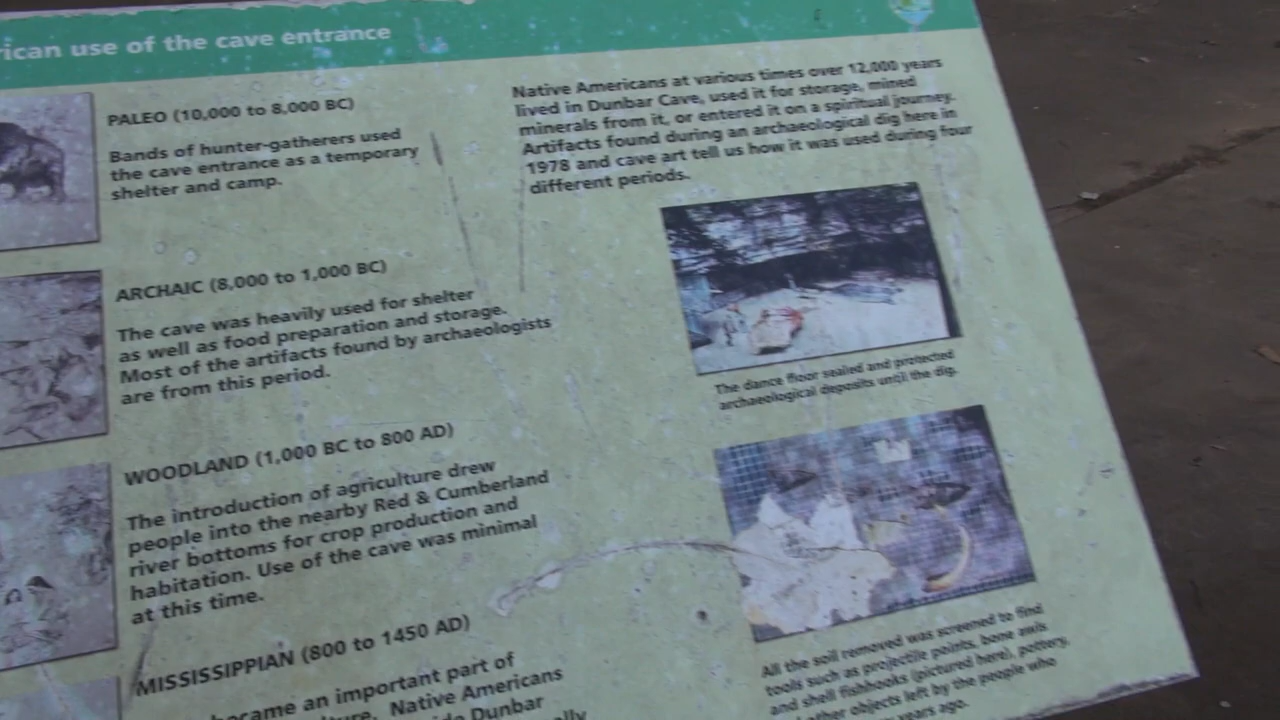 rican use of the cave entrance
PALEO (10,000 to 8,000 BC)
Bands of hunter-gatherers used
the cave entrance as a temporary
shelter and camp.
ARCHAIC (8,000 to 1,000 BC)
The cave was heavily used for shelter
as well as food preparation and storage.
Most of the artifacts found by archaeologists
are from this period.
WOODLAND (1,000 BC to 800 AD)
The introduction of agriculture drew
people into the nearby Red & Cumberland
river bottoms for crop production and
habitation. Use of the cave was minimal
at this time.
MISSISSIPPIAN (800 to 1450 AD)
became an important part of
Native Americans
Dunbar
Native Americans at various times over 12,000 years
lived in Dunbar Cave, used it for storage, mined
minerals from it, or entered it on a spiritual journey.
Artifacts found during an archaeological dig here in
1978 and cave art tell us how it was used during four
different periods.
The dance floor sealed and protected
archaeological deposits until the dig.
All the soil removed was screened to find
tools such as projectile points, bone awls
and shell fishhooks (pictured here), pottery,
other objects left by the people who
years ago.